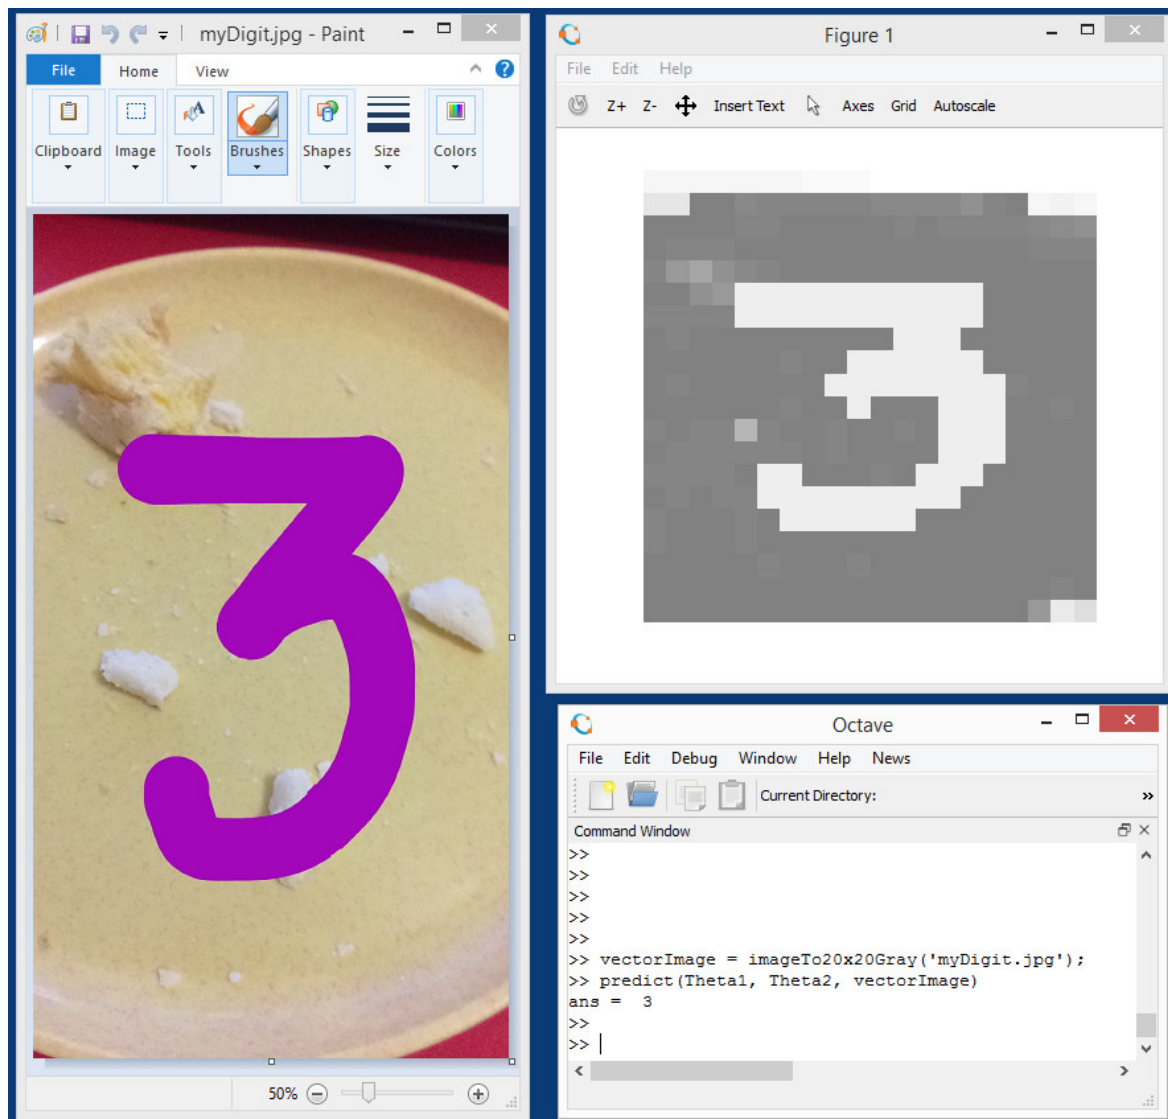 myDigit.jpg - Paint
File Home View
Clipboard Image Tools Brushes Shapes Size Colors
3
50%
Figure 1
File Edit Help
Z+ Z- Insert Text Axes Grid Autoscale
Octave
File Edit Debug Window Help News
Current Directory: »
Command Window
>>
>>
>>
>>
>>
>> vectorImage = imageTo20x20Gray('myDigit.jpg');
>> predict(Theta1, Theta2, vectorImage)
ans = 3
>>
>>